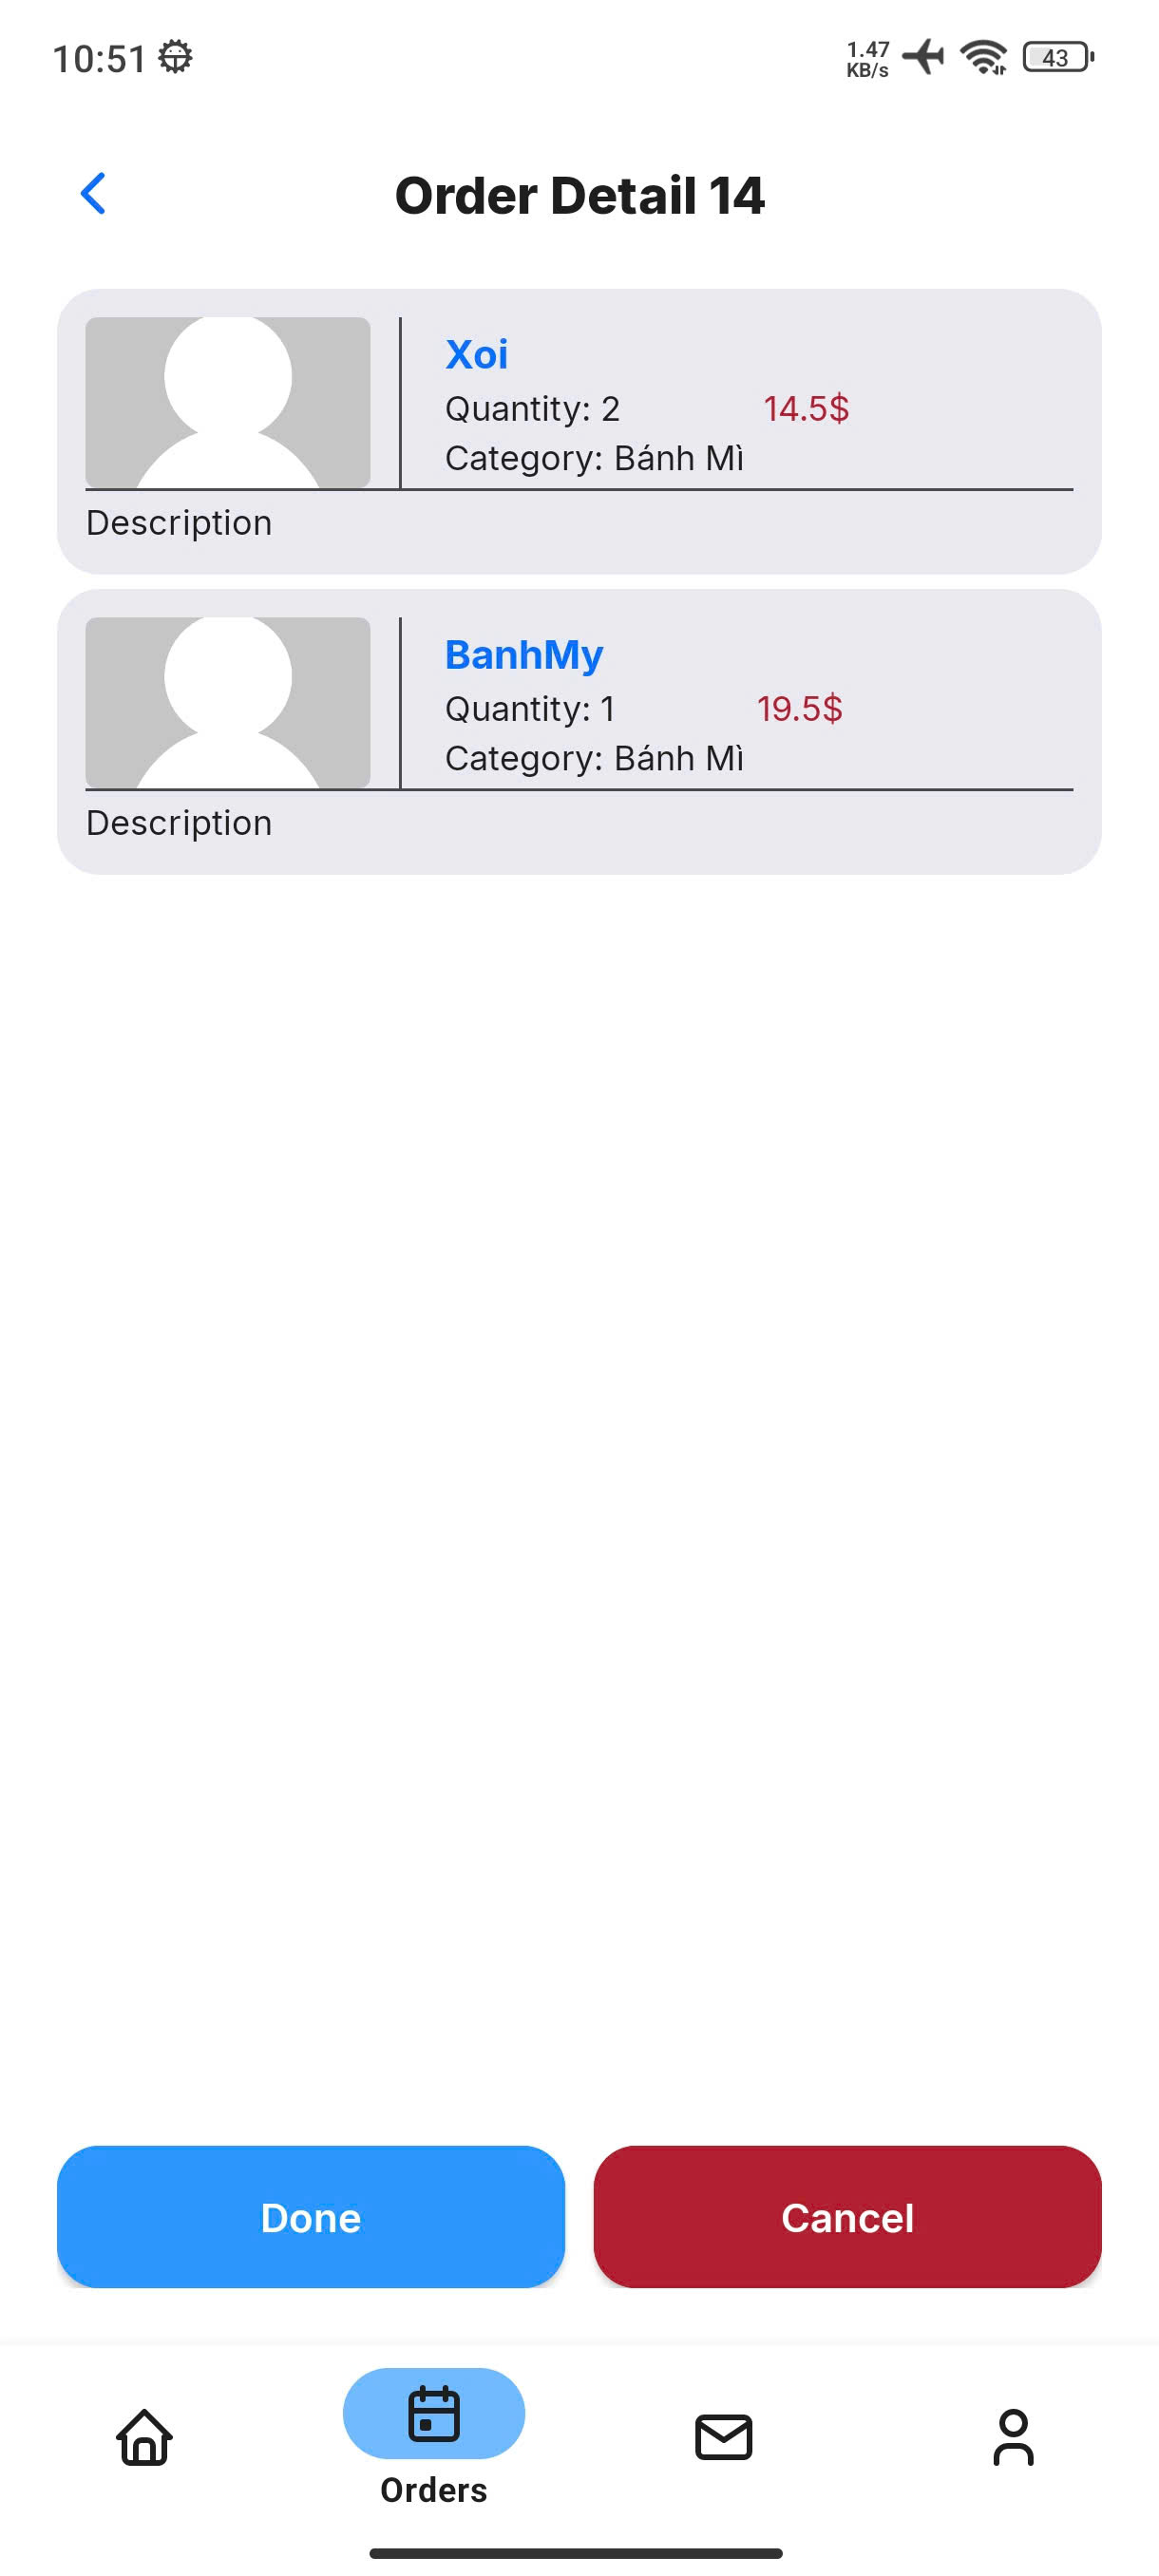 10:51
1.47
KB/s
43
Order Detail 14
Xoi
Quantity: 2 14.5$
Category: Bánh Mì
Description
BanhMy
Quantity: 1 19.5$
Category: Bánh Mì
Description
Done Cancel
Orders